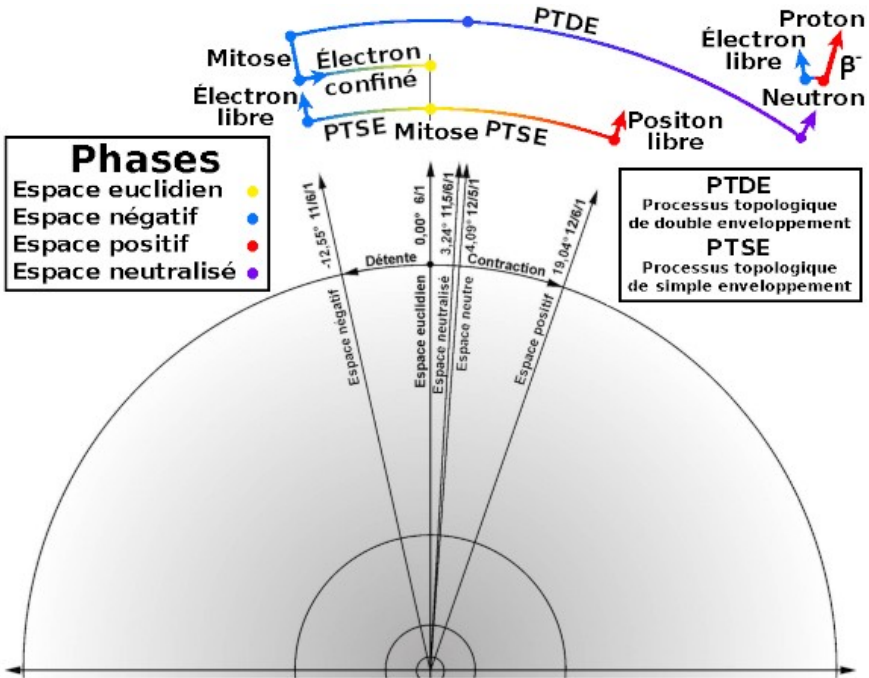 PTDE
Proton
Mitose
Électron
confiné
Électron
libre
β-
Électron
libre
Neutron
PTSE
Mitose
PTSE
Positon
libre
Phases
Espace euclidien
Espace négatif
Espace positif
Espace neutralisé
PTDE
Processus topologique
de double enveloppement
PTSE
Processus topologique
de simple enveloppement
-12,55° 11/6/1
0,00° 6/1
3,24° 11,5/6/1
4,09° 12/5/1
19,04° 12/6/1
Détente
Contraction
Espace négatif
Espace euclidien
Espace neutralisé
Espace neutre
Espace positif